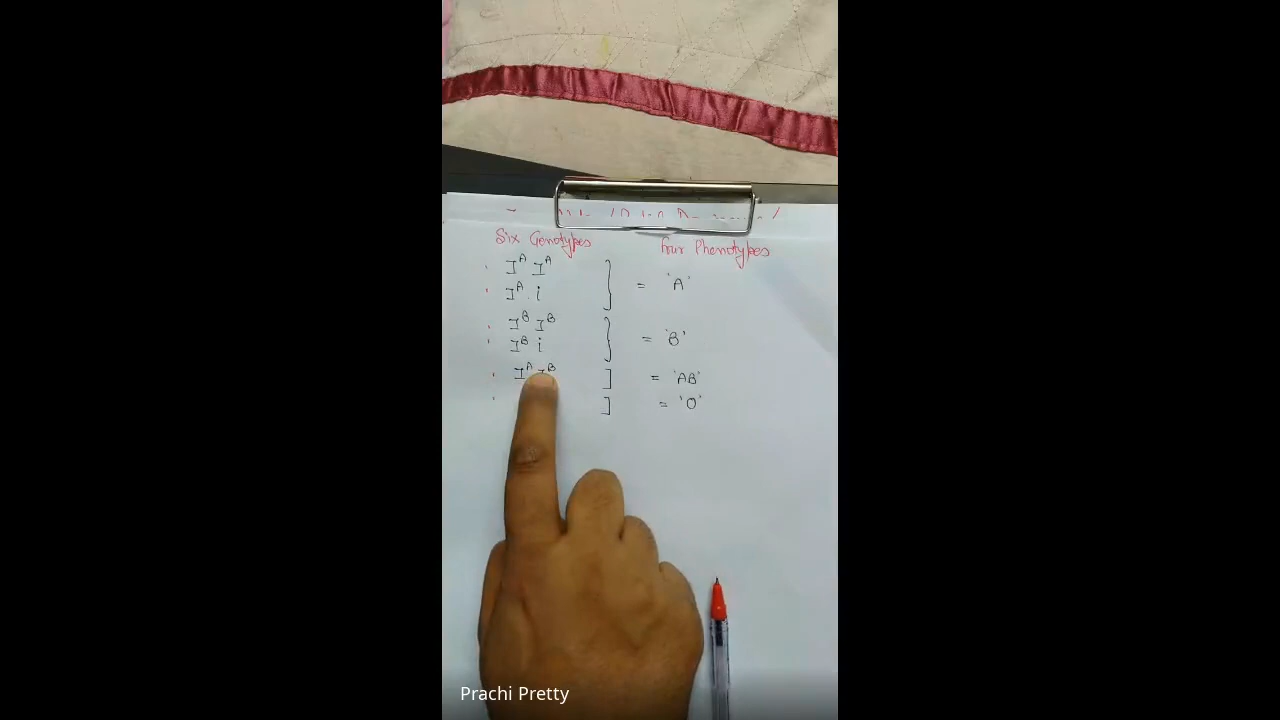 Six Genotypes Four Phenotypes
I^A I^A
I^A i } = 'A'
I^B I^B
I^B i } = 'B'
I^A I^B ] = 'AB'
] = 'O'
Prachi Pretty